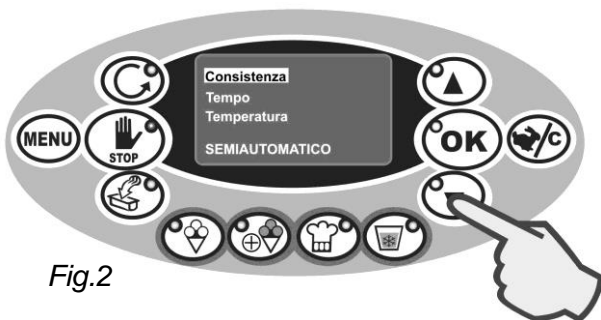 Consistenza
Tempo
Temperatura
SEMIAUTOMATICO
MENU
STOP
OK
/C
Fig.2